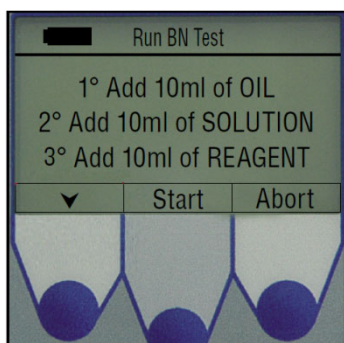 Run BN Test
1° Add 10ml of OIL
2° Add 10ml of SOLUTION
3° Add 10ml of REAGENT
Start Abort